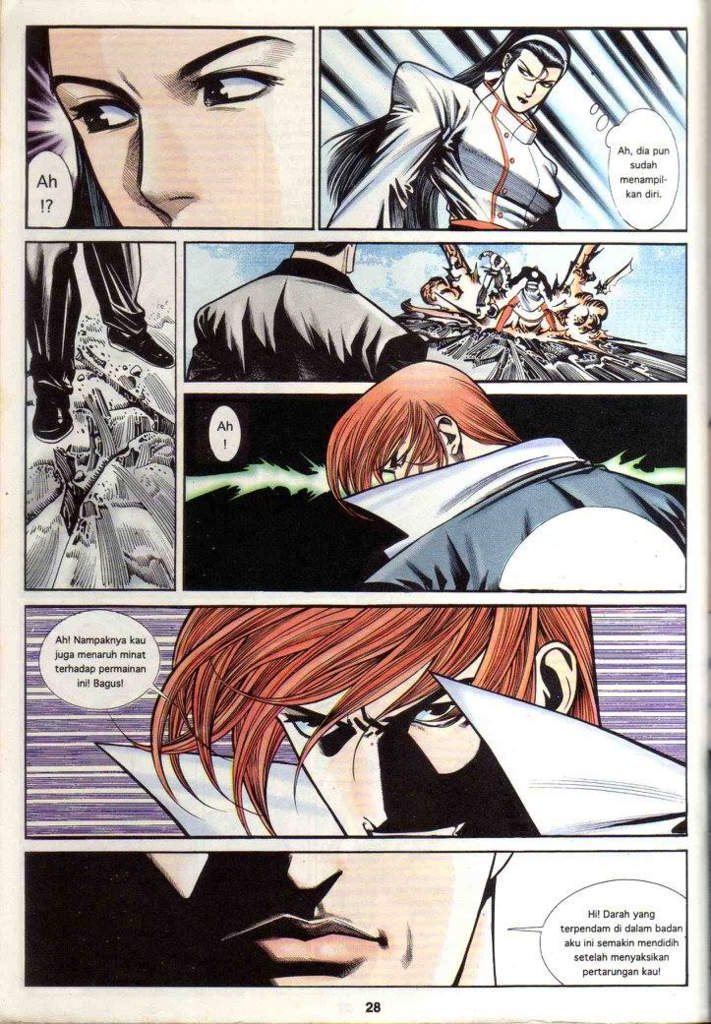 Ah
!?
Ah, dia pun
sudah
menampil-
kan diri.
Ah
!
Ah! Nampaknya kau
juga menaruh minat
terhadap permainan
ini! Bagus!
Hi! Darah yang
terpendam di dalam badan
aku ini semakin mendidih
setelah menyaksikan
pertarungan kau!
28